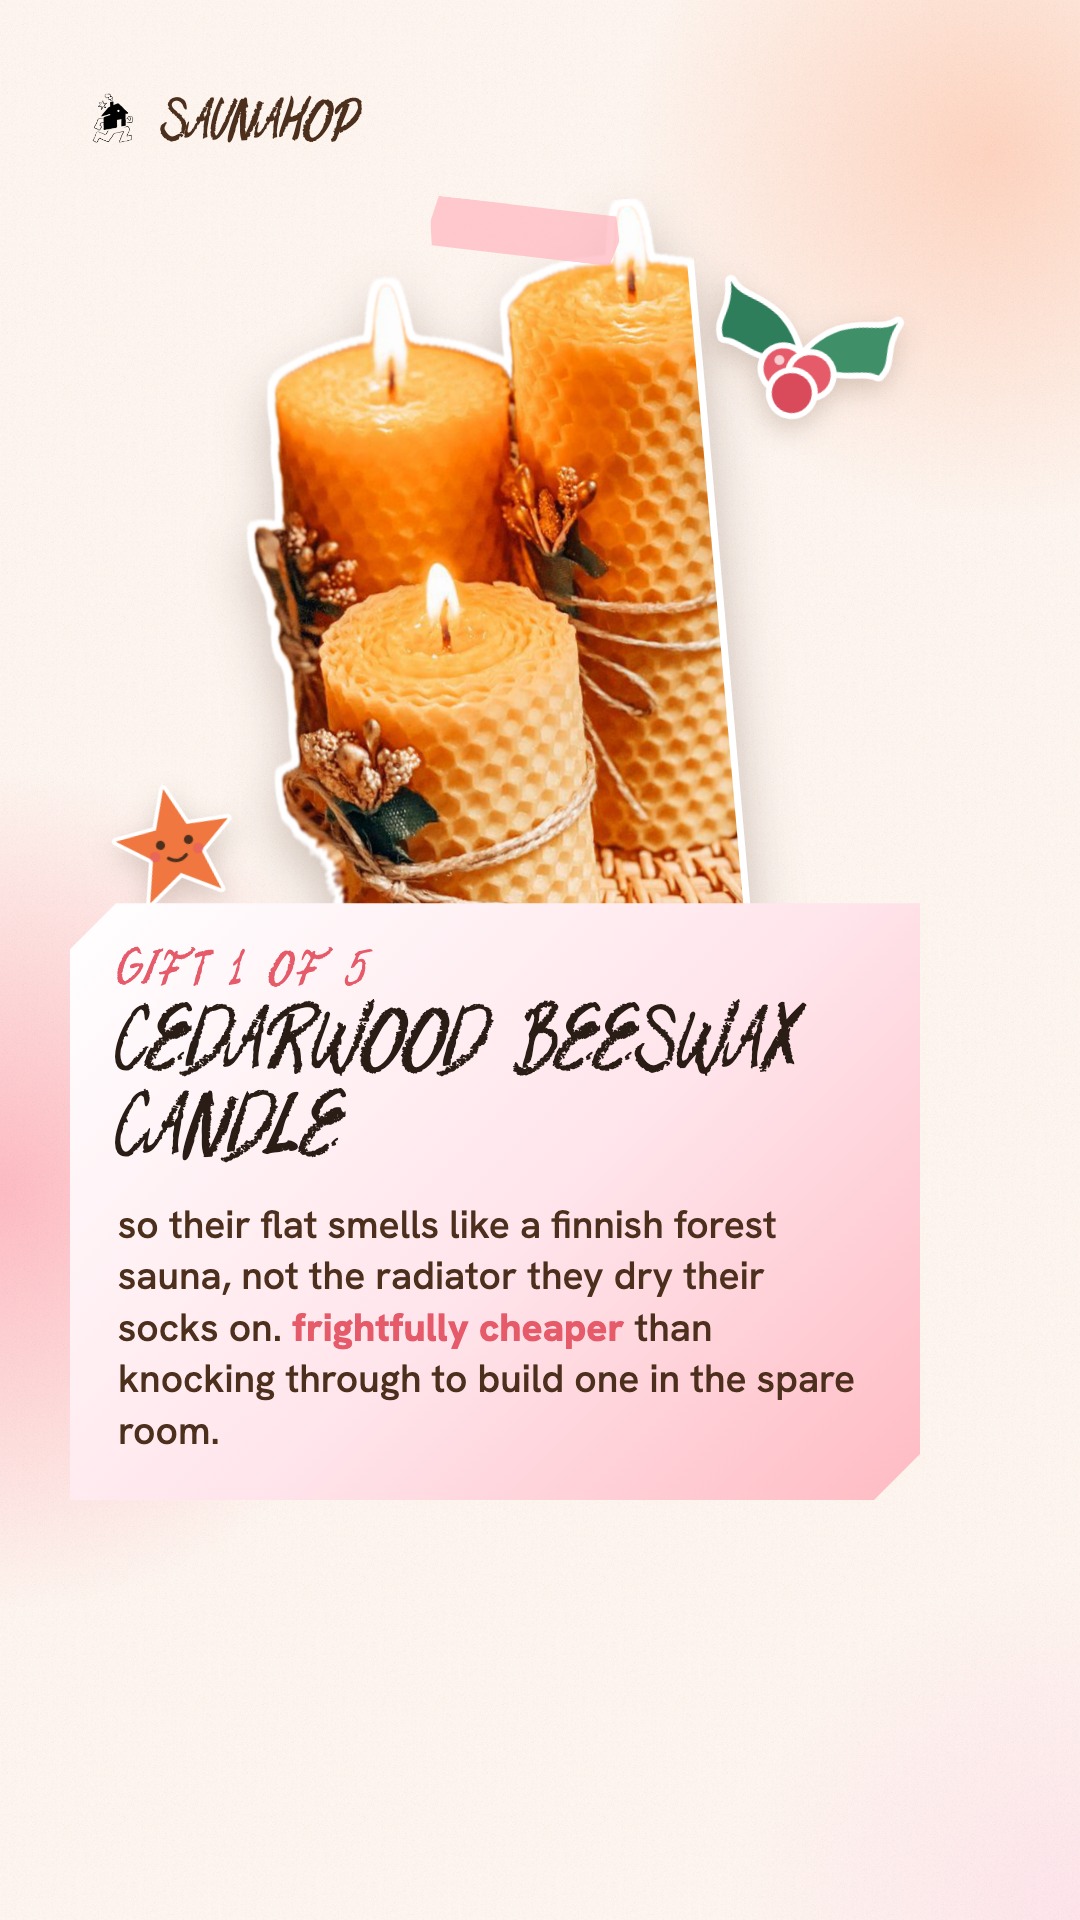 SAUNAHOP
GIFT 1 OF 5
CEDARWOOD BEESWAX
CANDLE
so their flat smells like a finnish forest
sauna, not the radiator they dry their
socks on. frightfully cheaper than
knocking through to build one in the spare
room.